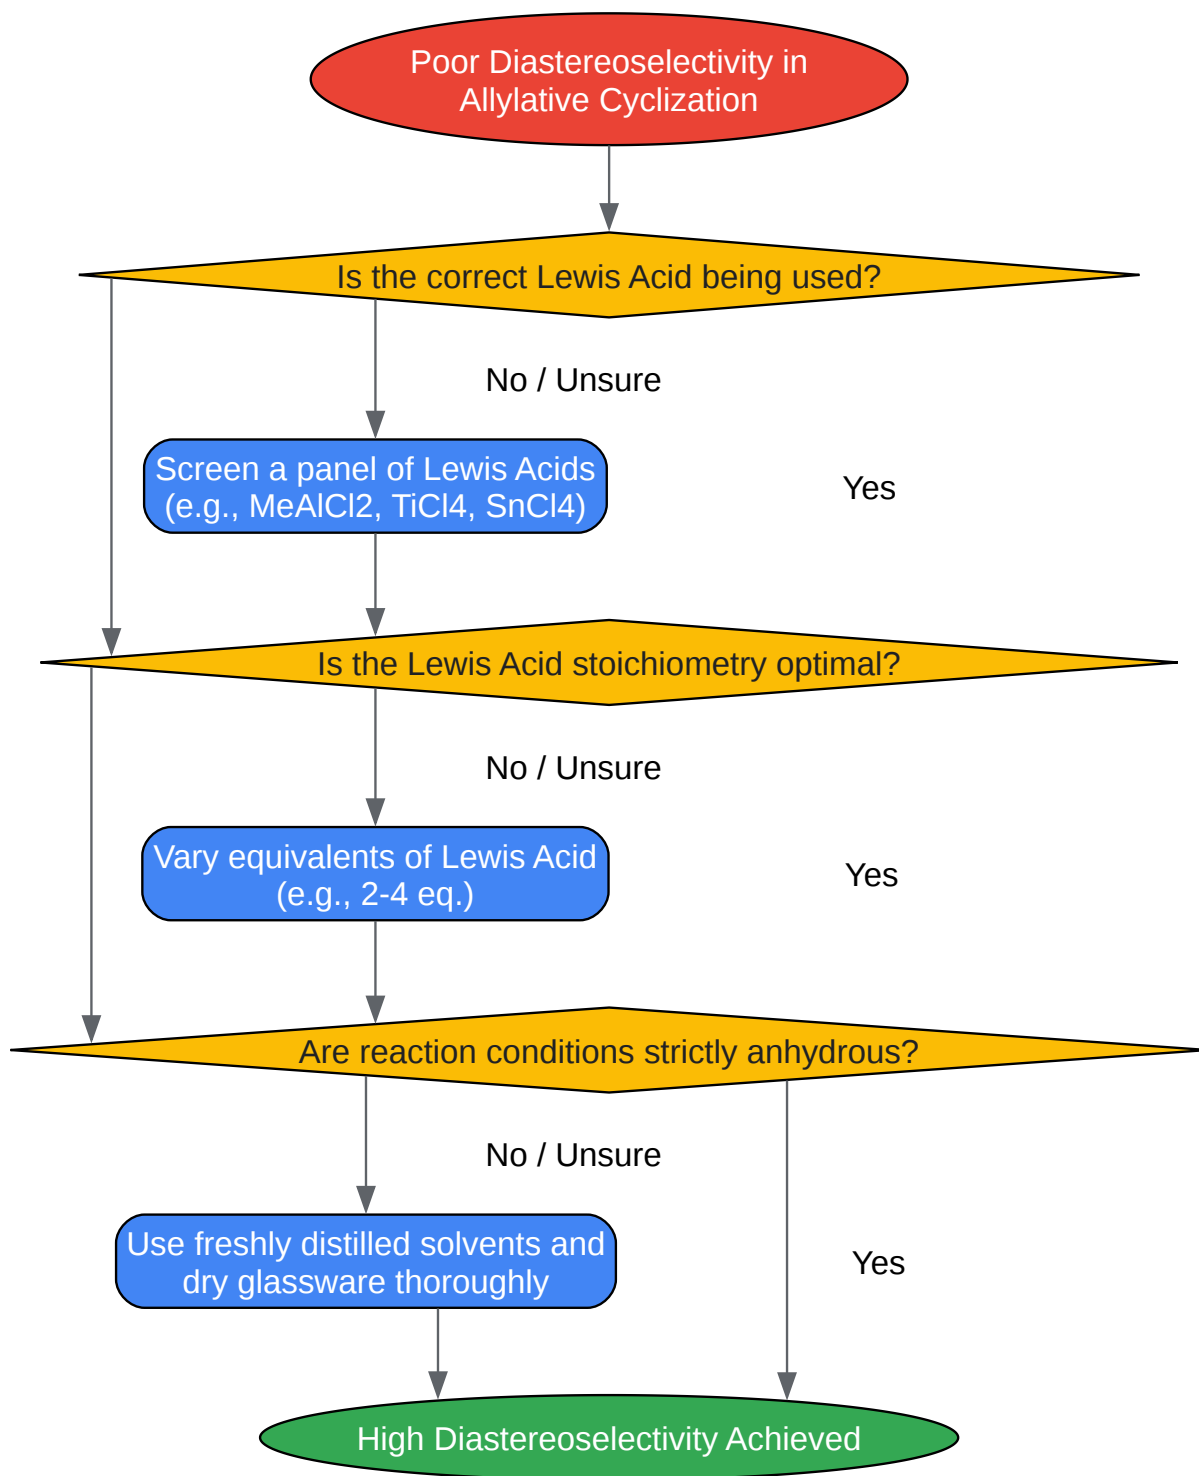 Poor Diastereoselectivity in
Allylative Cyclization
Is the correct Lewis Acid being used?
No / Unsure
Screen a panel of Lewis Acids
(e.g., MeAlCl2, TiCl4, SnCl4)
Yes
Is the Lewis Acid stoichiometry optimal?
No / Unsure
Vary equivalents of Lewis Acid
(e.g., 2-4 eq.)
Yes
Are reaction conditions strictly anhydrous?
No / Unsure
Use freshly distilled solvents and
dry glassware thoroughly
Yes
High Diastereoselectivity Achieved